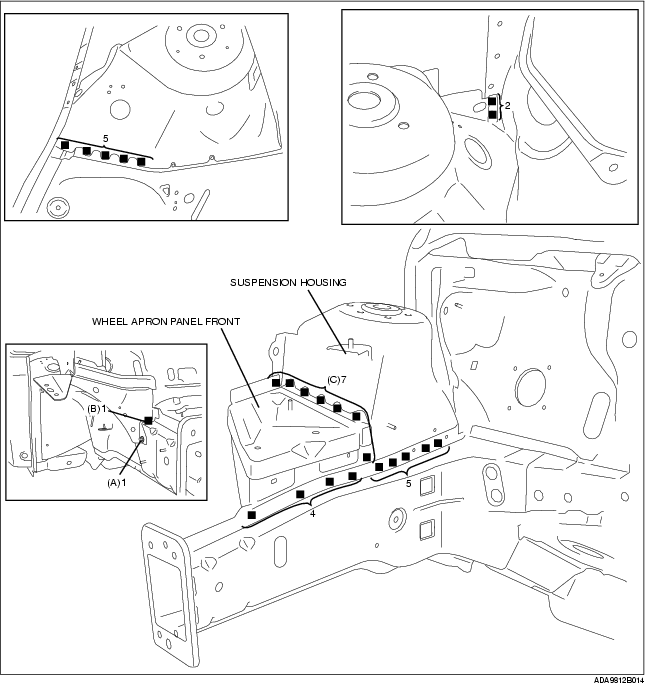 5
2
SUSPENSION HOUSING
WHEEL APRON PANEL FRONT
(C)7
(B)1
(A)1
5
4
ADA9812B014